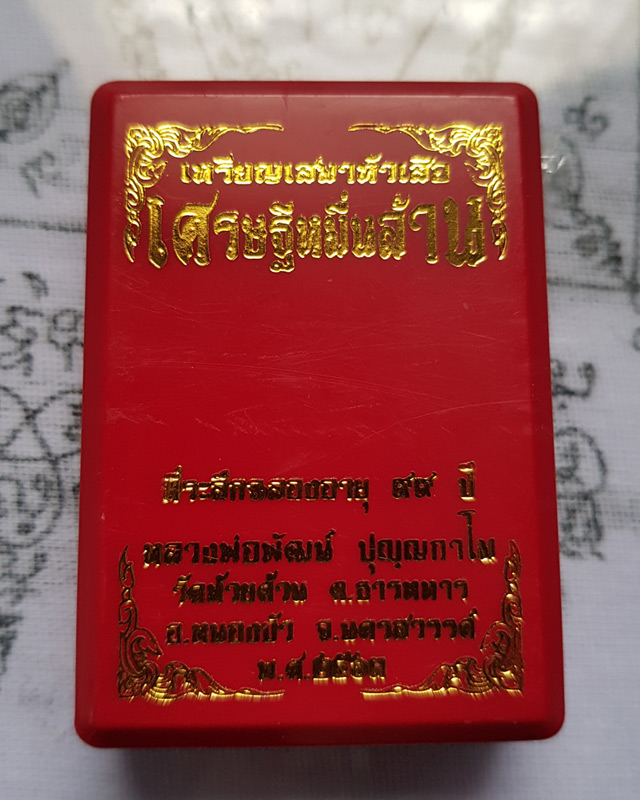 เหรียญเสมาหัวเสือ
เศรษฐีหมื่นล้าน
ที่ระลึกฉลองอายุ ๙๙ ปี
หลวงพ่อพัฒน์ ปุญฺญกาโม
วัดห้วยด้วน ต.ธารทหาร
อ.หนองบัว จ.นครสวรรค์
พ.ศ.๒๕๖๓